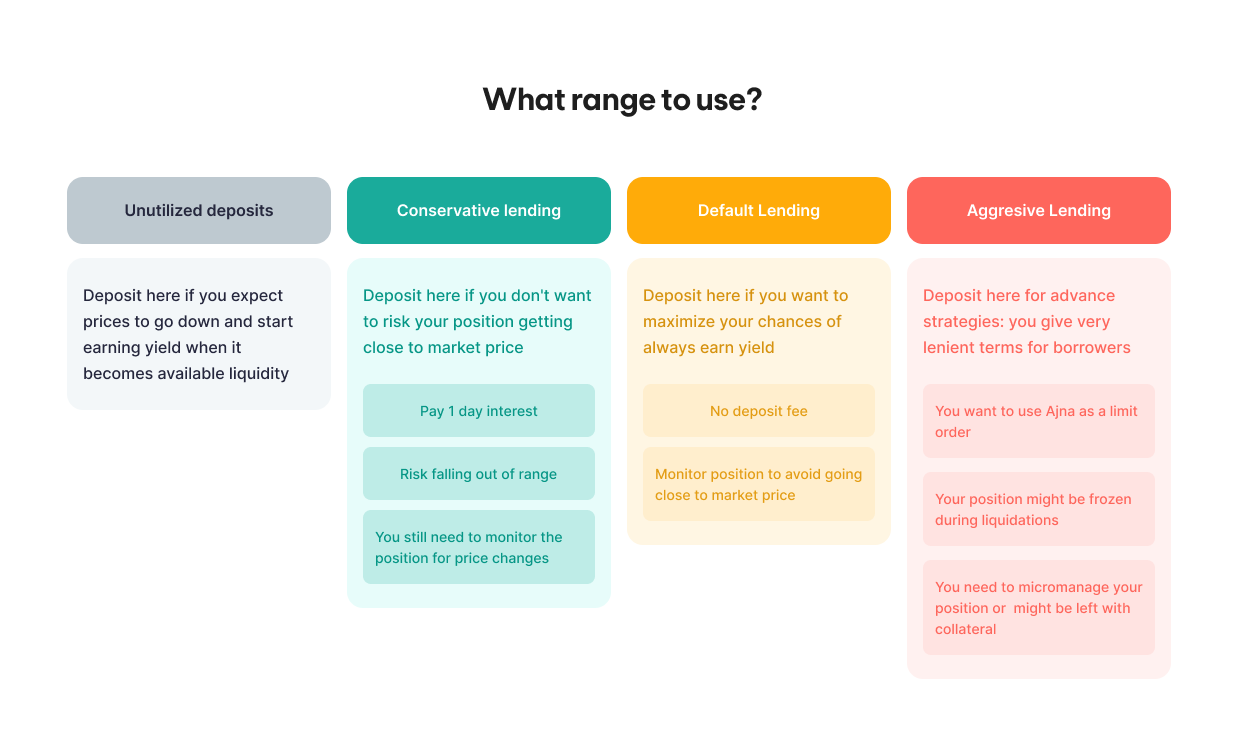 What range to use?
Unutilized deposits
Deposit here if you expect
prices to go down and start
earning yield when it
becomes available liquidity
Conservative lending
Deposit here if you don't want
to risk your position getting
close to market price
Pay 1 day interest
Risk falling out of range
You still need to monitor the
position for price changes
Default Lending
Deposit here if you want to
maximize your chances of
always earn yield
No deposit fee
Monitor position to avoid going
close to market price
Aggresive Lending
Deposit here for advance
strategies: you give very
lenient terms for borrowers
You want to use Ajna as a limit
order
Your position might be frozen
during liquidations
You need to micromanage your
position or  might be left with
collateral